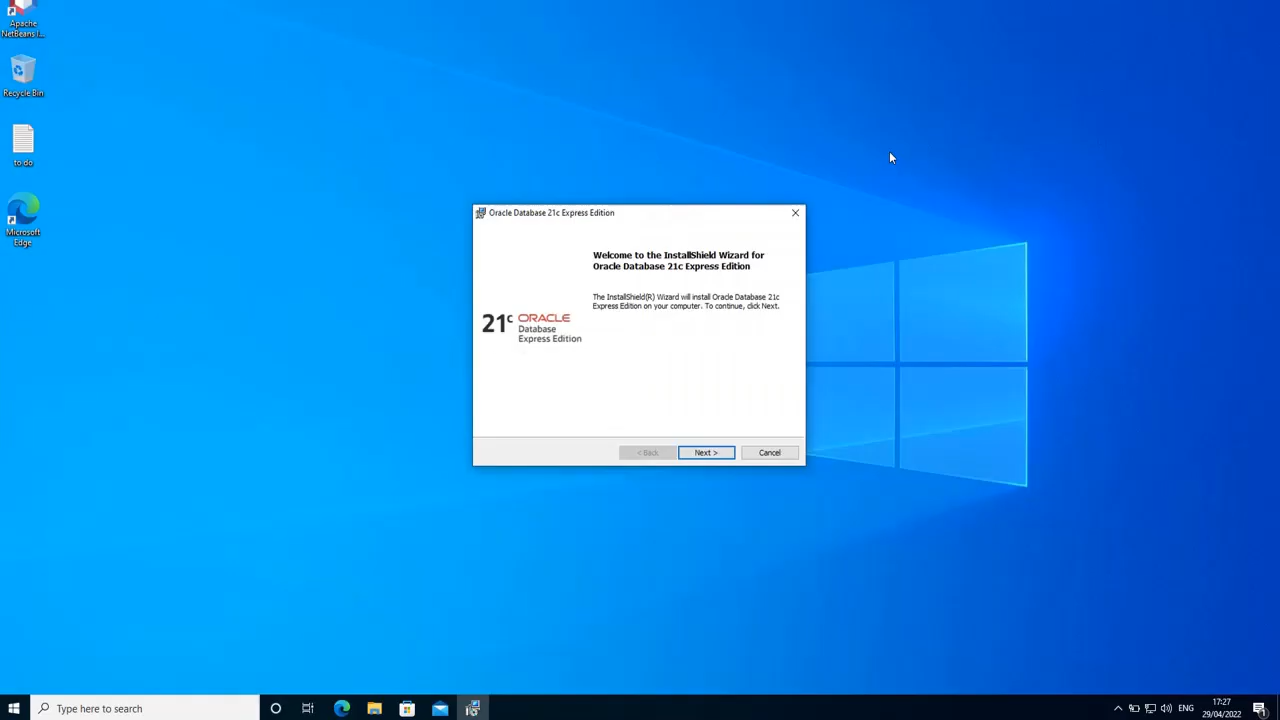 Apache
NetBeans I...
Recycle Bin
to do
Microsoft
Edge
Oracle Database 21c Express Edition
Welcome to the InstallShield Wizard for
Oracle Database 21c Express Edition
The InstallShield(R) Wizard will install Oracle Database 21c
Express Edition on your computer. To continue, click Next.
21c ORACLE
Database
Express Edition
< Back
Next >
Cancel
Type here to search
ENG
17:27
29/04/2022
1